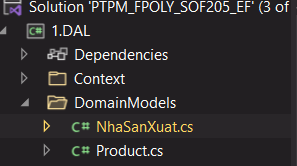 Solution 'PTPM_FPOLY_SOF205_EF' (3 of
C# 1.DAL
Dependencies
Context
DomainModels
C# NhaSanXuat.cs
C# Product.cs